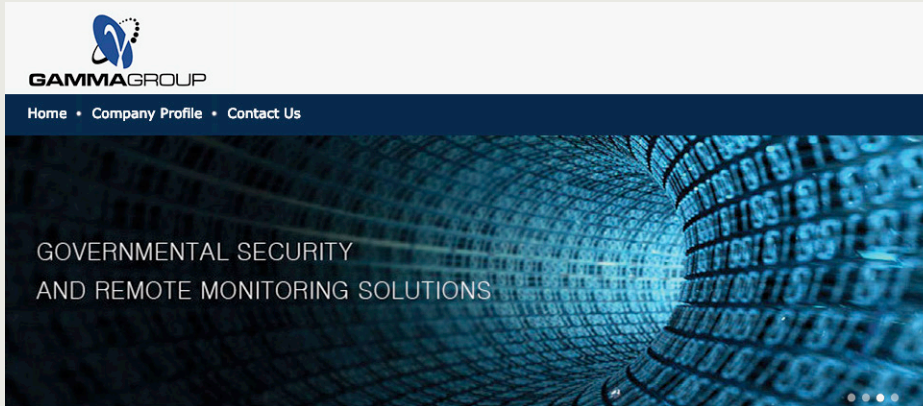 GAMMAGROUP
Home • Company Profile • Contact Us
GOVERNMENTAL SECURITY
AND REMOTE MONITORING SOLUTIONS